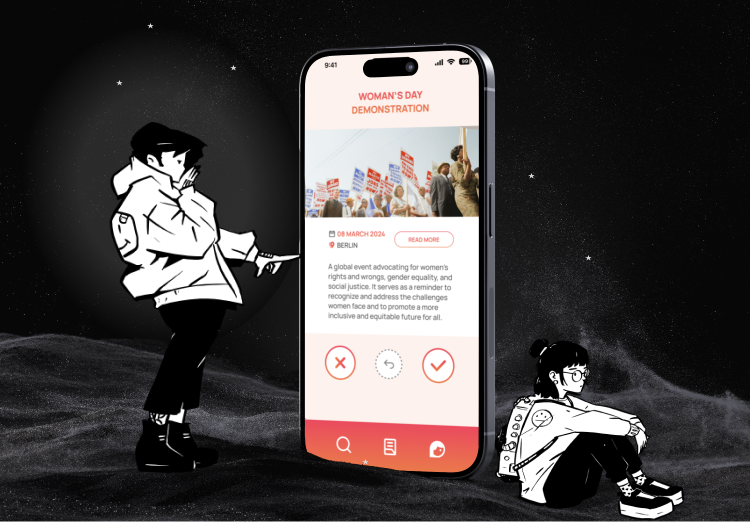 9:41
WOMAN'S DAY
DEMONSTRATION
08 MARCH 2024
BERLIN
READ MORE
A global event advocating for women's
rights and wrongs, gender equality, and
social justice. It serves as a reminder to
recognize and address the challenges
women face and to promote a more
inclusive and equitable future for all.